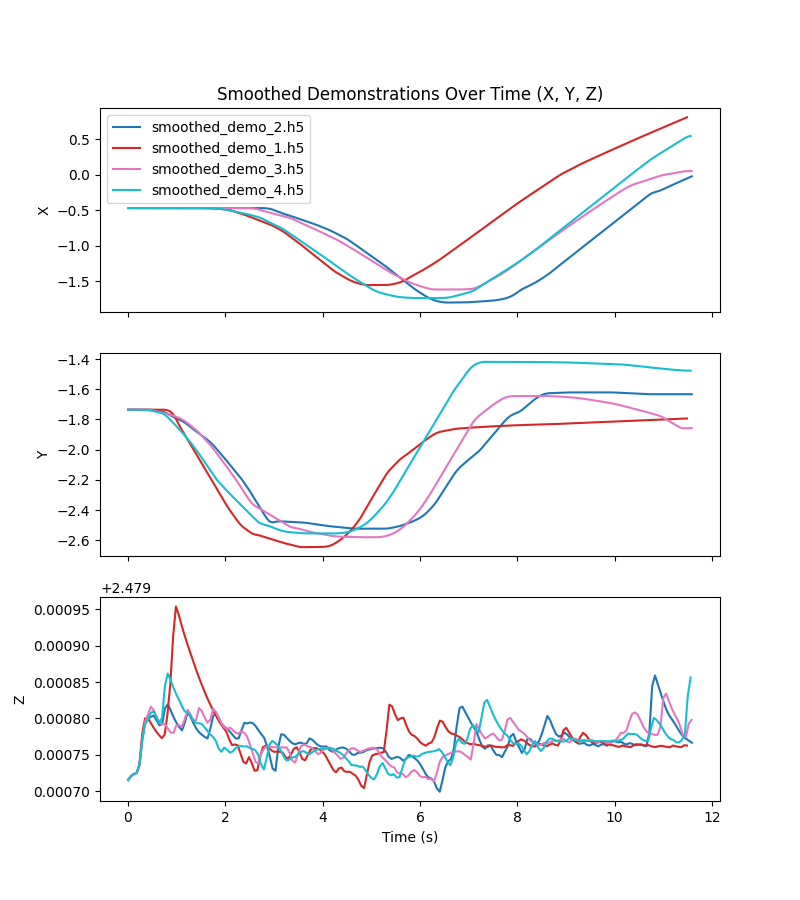 Smoothed Demonstrations Over Time (X, Y, Z)
smoothed_demo_2.h5
smoothed_demo_1.h5
smoothed_demo_3.h5
smoothed_demo_4.h5
X
0.5
0.0
−0.5
−1.0
−1.5
Y
−1.4
−1.6
−1.8
−2.0
−2.2
−2.4
−2.6
+2.479
Z
0.00095
0.00090
0.00085
0.00080
0.00075
0.00070
0 2 4 6 8 10 12
Time (s)